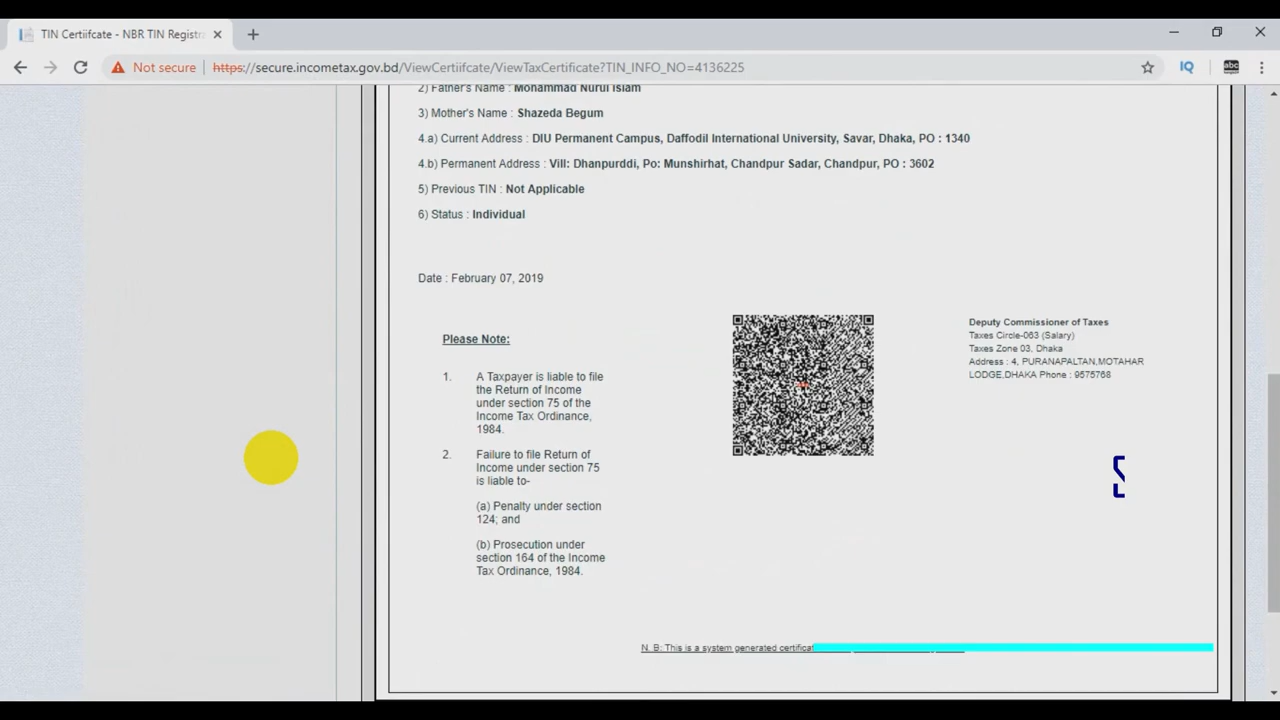 TIN Certiifcate - NBR TIN Registra
Not secure
https://secure.incometax.gov.bd/ViewCertiifcate/ViewTaxCertificate?TIN_INFO_NO=4136225
IQ
abc
2) Father's Name : Mohammad Nurul Islam
3) Mother's Name : Shazeda Begum
4.a) Current Address : DIU Permanent Campus, Daffodil International University, Savar, Dhaka, PO : 1340
4.b) Permanent Address : Vill: Dhanpurddi, Po: Munshirhat, Chandpur Sadar, Chandpur, PO : 3602
5) Previous TIN : Not Applicable
6) Status : Individual
Date : February 07, 2019
Please Note:
1. A Taxpayer is liable to file
the Return of Income
under section 75 of the
Income Tax Ordinance,
1984.
2. Failure to file Return of
Income under section 75
is liable to-
(a) Penalty under section
124; and
(b) Prosecution under
section 164 of the Income
Tax Ordinance, 1984.
Deputy Commissioner of Taxes
Taxes Circle-063 (Salary)
Taxes Zone 03, Dhaka
Address : 4, PURANAPALTAN,MOTAHAR
LODGE,DHAKA Phone : 9575768
N. B: This is a system generated certificat